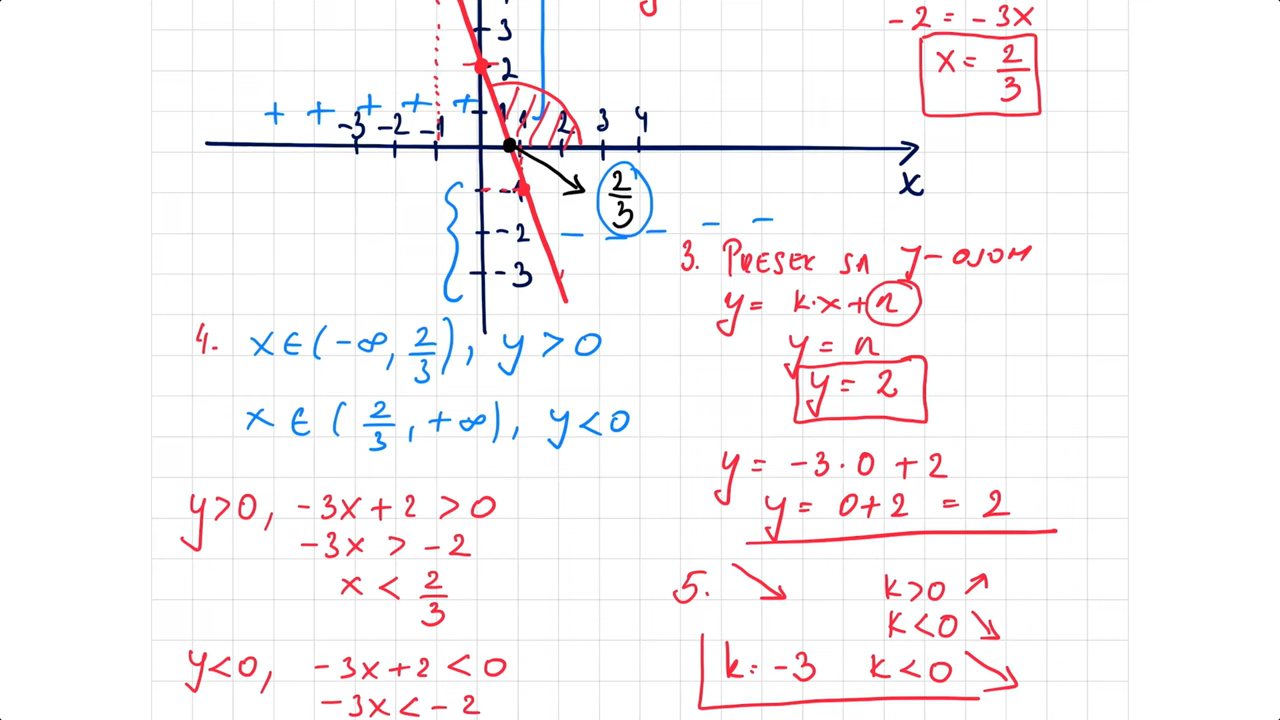 -2 = -3x
x = 2/3
3
2
+ + + + +
1
-3 -2 -1 1 2 3 4
x
-1
2/3
-2
-3
3. PRESEK SA y-OSOM
y = k·x+n
y = n
y = 2
4. x∈(-∞, 2/3), y>0
x∈(2/3, +∞), y<0
y = -3·0+2
y = 0+2 = 2
y>0, -3x+2>0
-3x > -2
x < 2/3
5. ↘ k>0 ↗
k<0 ↘
k=-3 k<0 ↘
y<0, -3x+2<0
-3x<-2